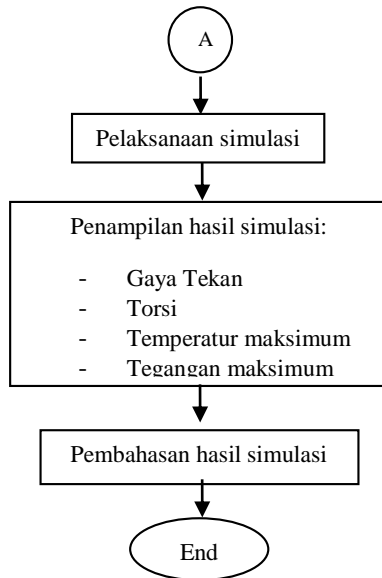 A
Pelaksanaan simulasi
Penampilan hasil simulasi:
- Gaya Tekan
- Torsi
- Temperatur maksimum
- Tegangan maksimum
Pembahasan hasil simulasi
End